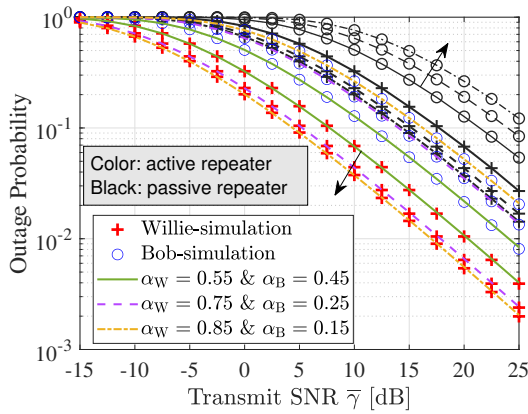 10^0
10^{-1}
10^{-2}
10^{-3}
Outage Probability
Color: active repeater
Black: passive repeater
Willie-simulation
Bob-simulation
α_W = 0.55 & α_B = 0.45
α_W = 0.75 & α_B = 0.25
α_W = 0.85 & α_B = 0.15
-15 -10 -5 0 5 10 15 20 25
Transmit SNR γ̅ [dB]